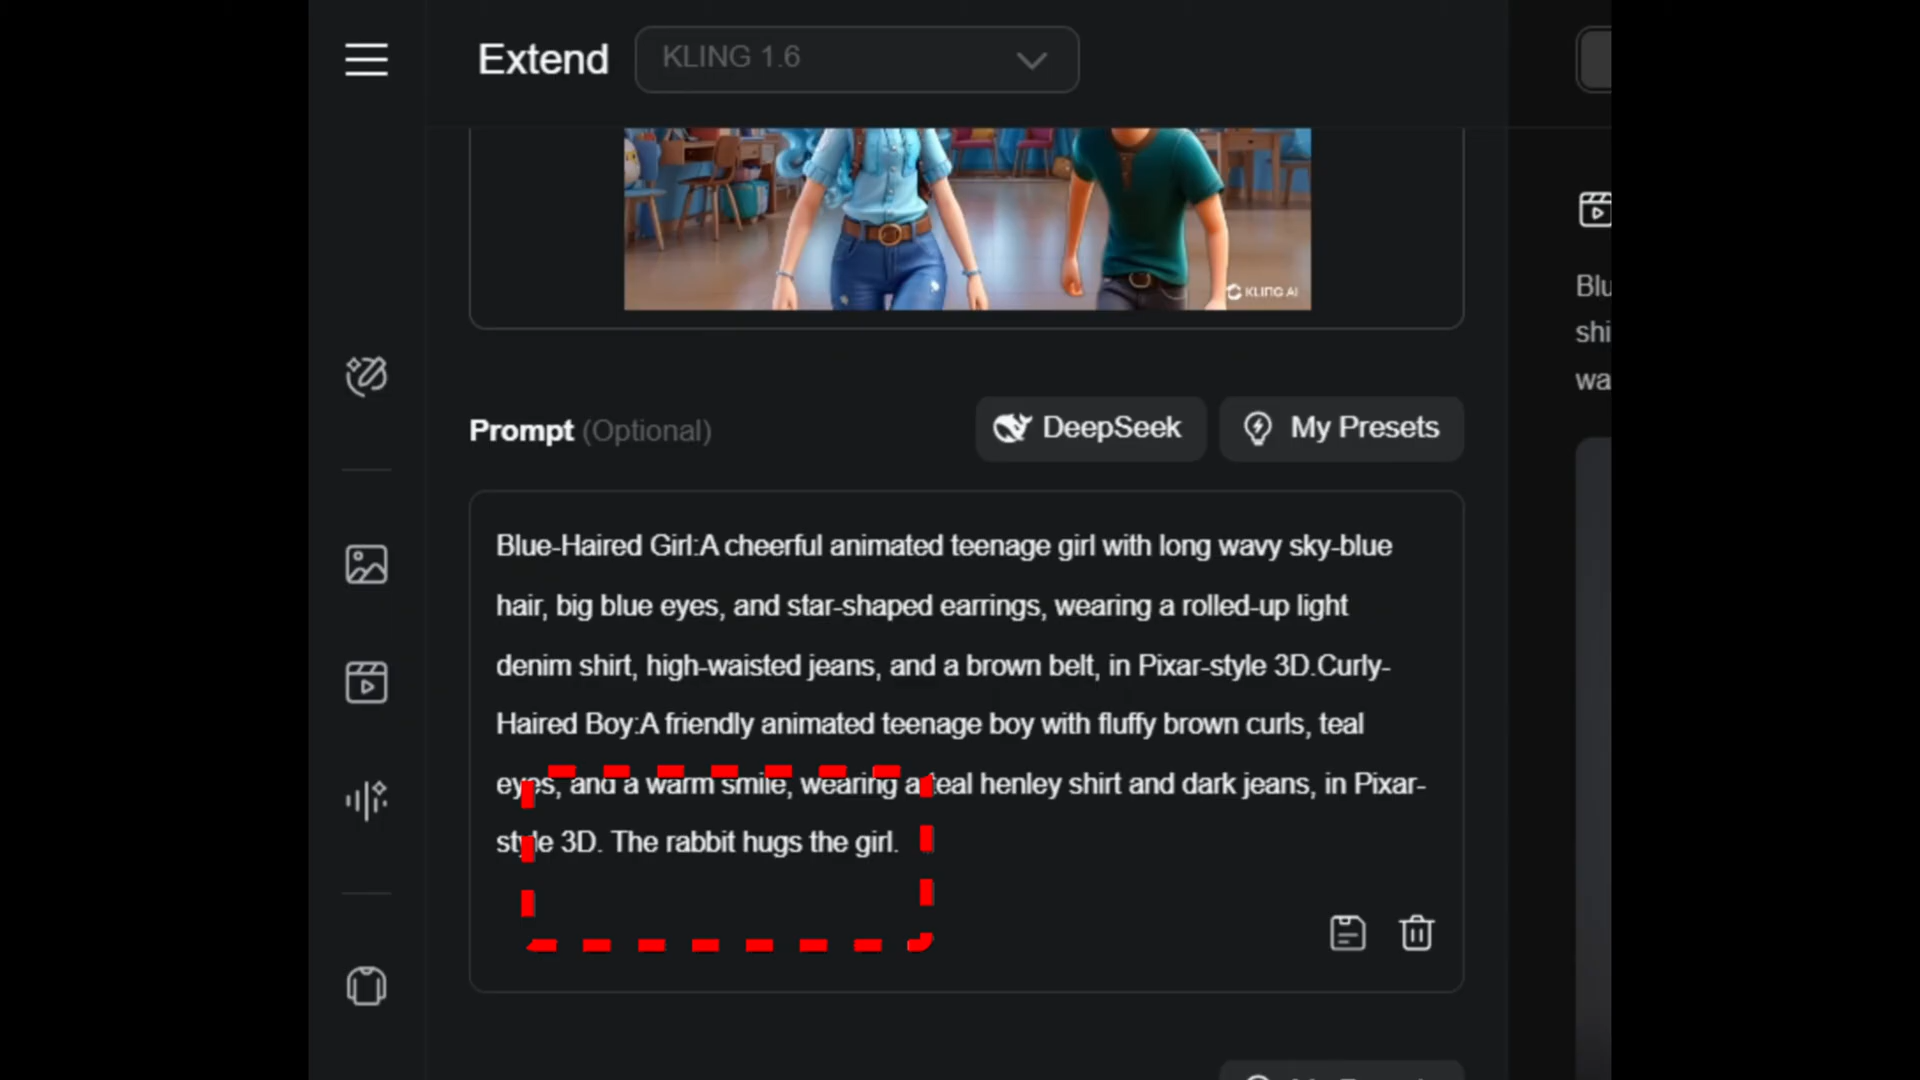 Extend
KLING 1.6
KLING AI
Prompt (Optional)
DeepSeek
My Presets
Blue-Haired Girl:A cheerful animated teenage girl with long wavy sky-blue
hair, big blue eyes, and star-shaped earrings, wearing a rolled-up light
denim shirt, high-waisted jeans, and a brown belt, in Pixar-style 3D.Curly-
Haired Boy:A friendly animated teenage boy with fluffy brown curls, teal
eyes, and a warm smile, wearing a teal henley shirt and dark jeans, in Pixar-
style 3D. The rabbit hugs the girl.
Blu
shi
wa